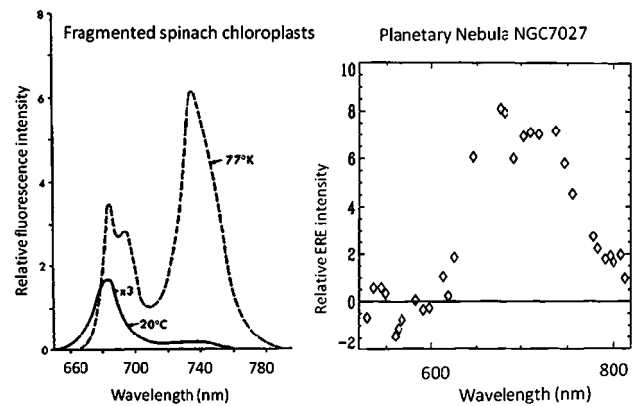 Fragmented spinach chloroplasts
Relative fluorescence intensity
8
6
4
2
0
77°K
x3
20°C
660 700 740 780
Wavelength (nm)
Planetary Nebula NGC7027
Relative ERE intensity
10
8
6
4
2
0
-2
600 800
Wavelength (nm)